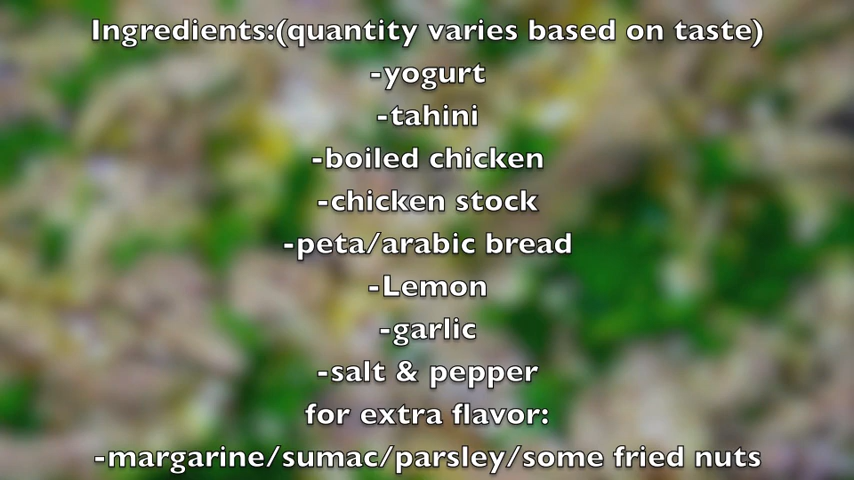 Ingredients:(quantity varies based on taste)
-yogurt
-tahini
-boiled chicken
-chicken stock
-peta/arabic bread
-Lemon
-garlic
-salt & pepper
for extra flavor:
-margarine/sumac/parsley/some fried nuts